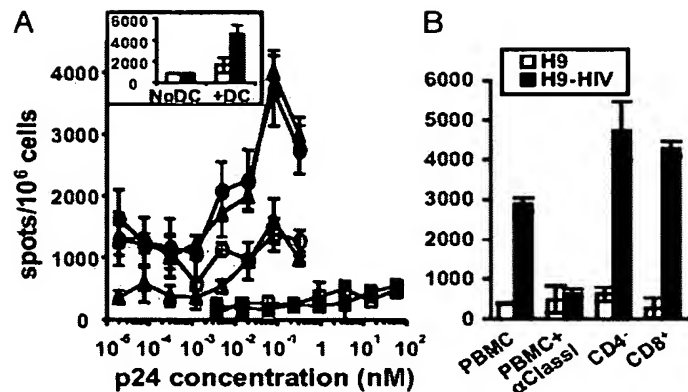 A
6000
4000
2000
0
NoDC +DC
4000
3000
2000
1000
0
spots/10⁶ cells
10⁻⁵ 10⁻⁴ 10⁻³ 10⁻² 10⁻¹ 1 10 100
p24 concentration (nM)
B
H9
H9-HIV
6000
5000
4000
3000
2000
1000
0
PBMC
PBMC+
αClassI
CD4⁻
CD8⁺